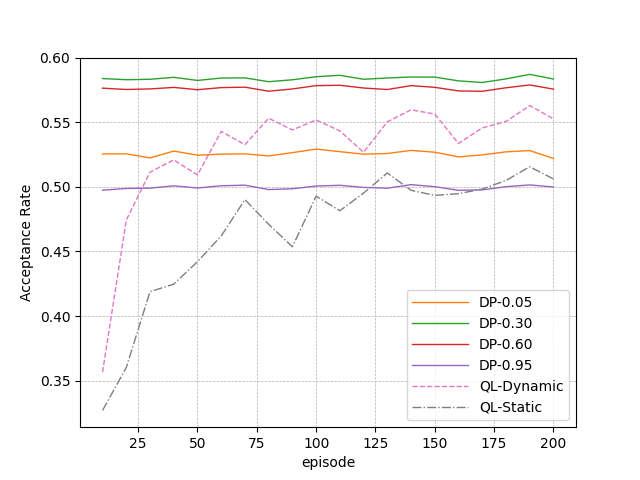 0.60
0.55
0.50
0.45
0.40
0.35
Acceptance Rate
DP-0.05
DP-0.30
DP-0.60
DP-0.95
QL-Dynamic
QL-Static
25 50 75 100 125 150 175 200
episode